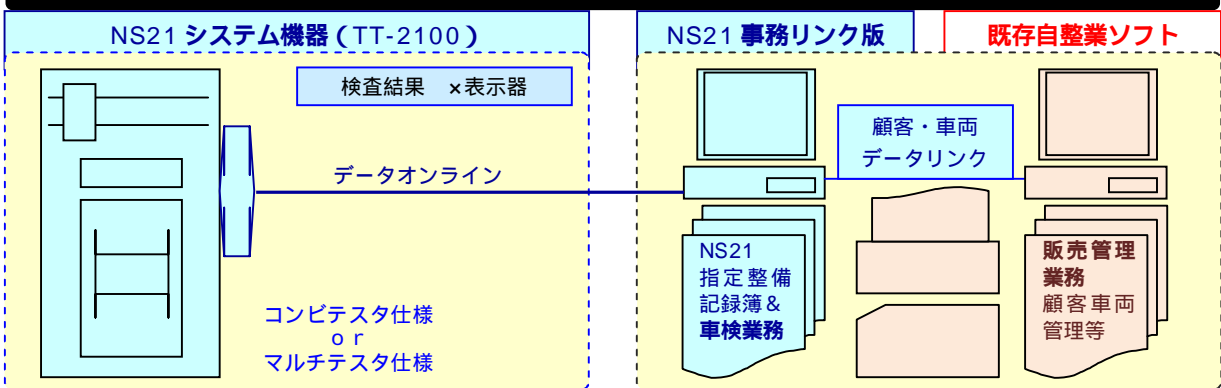 NS21 システム機器(TT-2100)
NS21 事務リンク版
既存自整業ソフト
検査結果 ×表示器
データオンライン
コンビテスタ仕様
or
マルチテスタ仕様
顧客・車両
データリンク
NS21
指定整備
記録簿&
車検業務
販売管理
業務
顧客車両
管理等